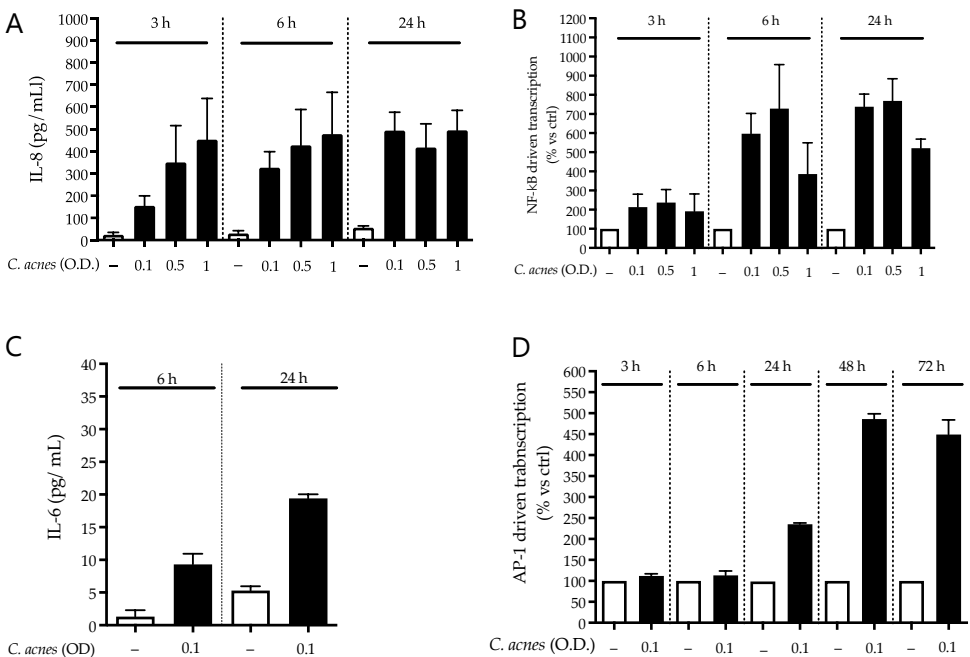 A
3 h 6 h 24 h
1000
900
800
700
600
500
400
300
200
100
0
IL-8 (pg/mLl)
– 0.1 0.5 1 – 0.1 0.5 1 – 0.1 0.5 1
C. acnes (O.D.)
B
3 h 6 h 24 h
1200
1100
1000
900
800
700
600
500
400
300
200
100
0
NF-kB driven transcription
(% vs ctrl)
– 0.1 0.5 1 – 0.1 0.5 1 – 0.1 0.5 1
C. acnes (O.D.)
C
6 h 24 h
40
35
30
25
20
15
10
5
0
IL-6 (pg/ mL)
– 0.1 – 0.1
C. acnes (OD)
D
3 h 6 h 24 h 48 h 72 h
600
550
500
450
400
350
300
250
200
150
100
50
0
AP-1 driven trabnscription
(% vs ctrl)
– 0.1 – 0.1 – 0.1 – 0.1 – 0.1
C. acnes (O.D.)